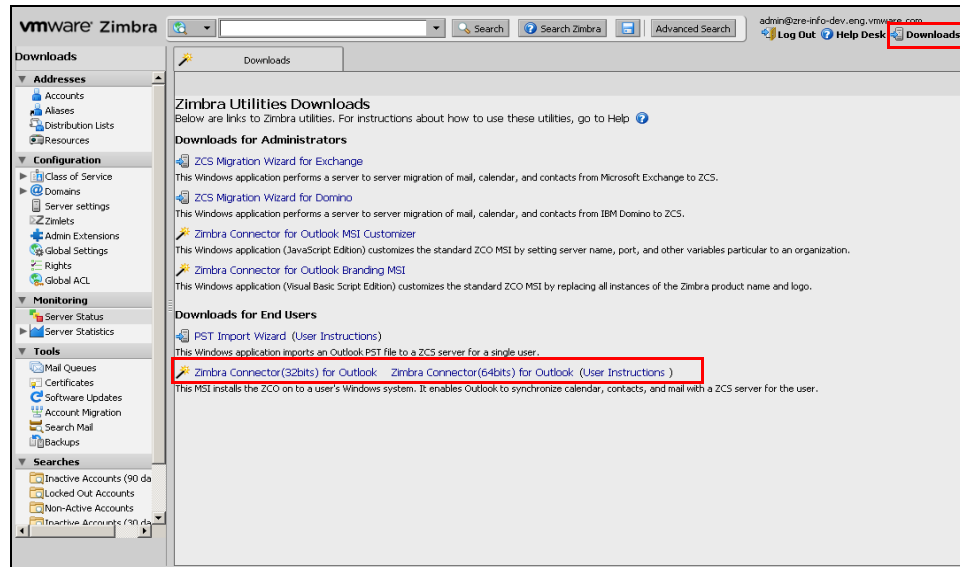 vmware Zimbra
Search
Search Zimbra
Advanced Search
admin@zre-info-dev.eng.vmware.com
Log Out Help Desk Downloads
Downloads
Addresses
Accounts
Aliases
Distribution Lists
Resources
Configuration
Class of Service
Domains
Server settings
Zimlets
Admin Extensions
Global Settings
Rights
Global ACL
Monitoring
Server Status
Server Statistics
Tools
Mail Queues
Certificates
Software Updates
Account Migration
Search Mail
Backups
Searches
Inactive Accounts (90 da
Locked Out Accounts
Non-Active Accounts
Inactive Accounts (30 da
Downloads
Zimbra Utilities Downloads
Below are links to Zimbra utilities. For instructions about how to use these utilities, go to Help
Downloads for Administrators
ZCS Migration Wizard for Exchange
This Windows application performs a server to server migration of mail, calendar, and contacts from Microsoft Exchange to ZCS.
ZCS Migration Wizard for Domino
This Windows application performs a server to server migration of mail, calendar, and contacts from IBM Domino to ZCS.
Zimbra Connector for Outlook MSI Customizer
This Windows application (JavaScript Edition) customizes the standard ZCO MSI by setting server name, port, and other variables particular to an organization.
Zimbra Connector for Outlook Branding MSI
This Windows application (Visual Basic Script Edition) customizes the standard ZCO MSI by replacing all instances of the Zimbra product name and logo.
Downloads for End Users
PST Import Wizard (User Instructions)
This Windows application imports an Outlook PST file to a ZCS server for a single user.
Zimbra Connector(32bits) for Outlook Zimbra Connector(64bits) for Outlook (User Instructions )
This MSI installs the ZCO on to a user's Windows system. It enables Outlook to synchronize calendar, contacts, and mail with a ZCS server for the user.